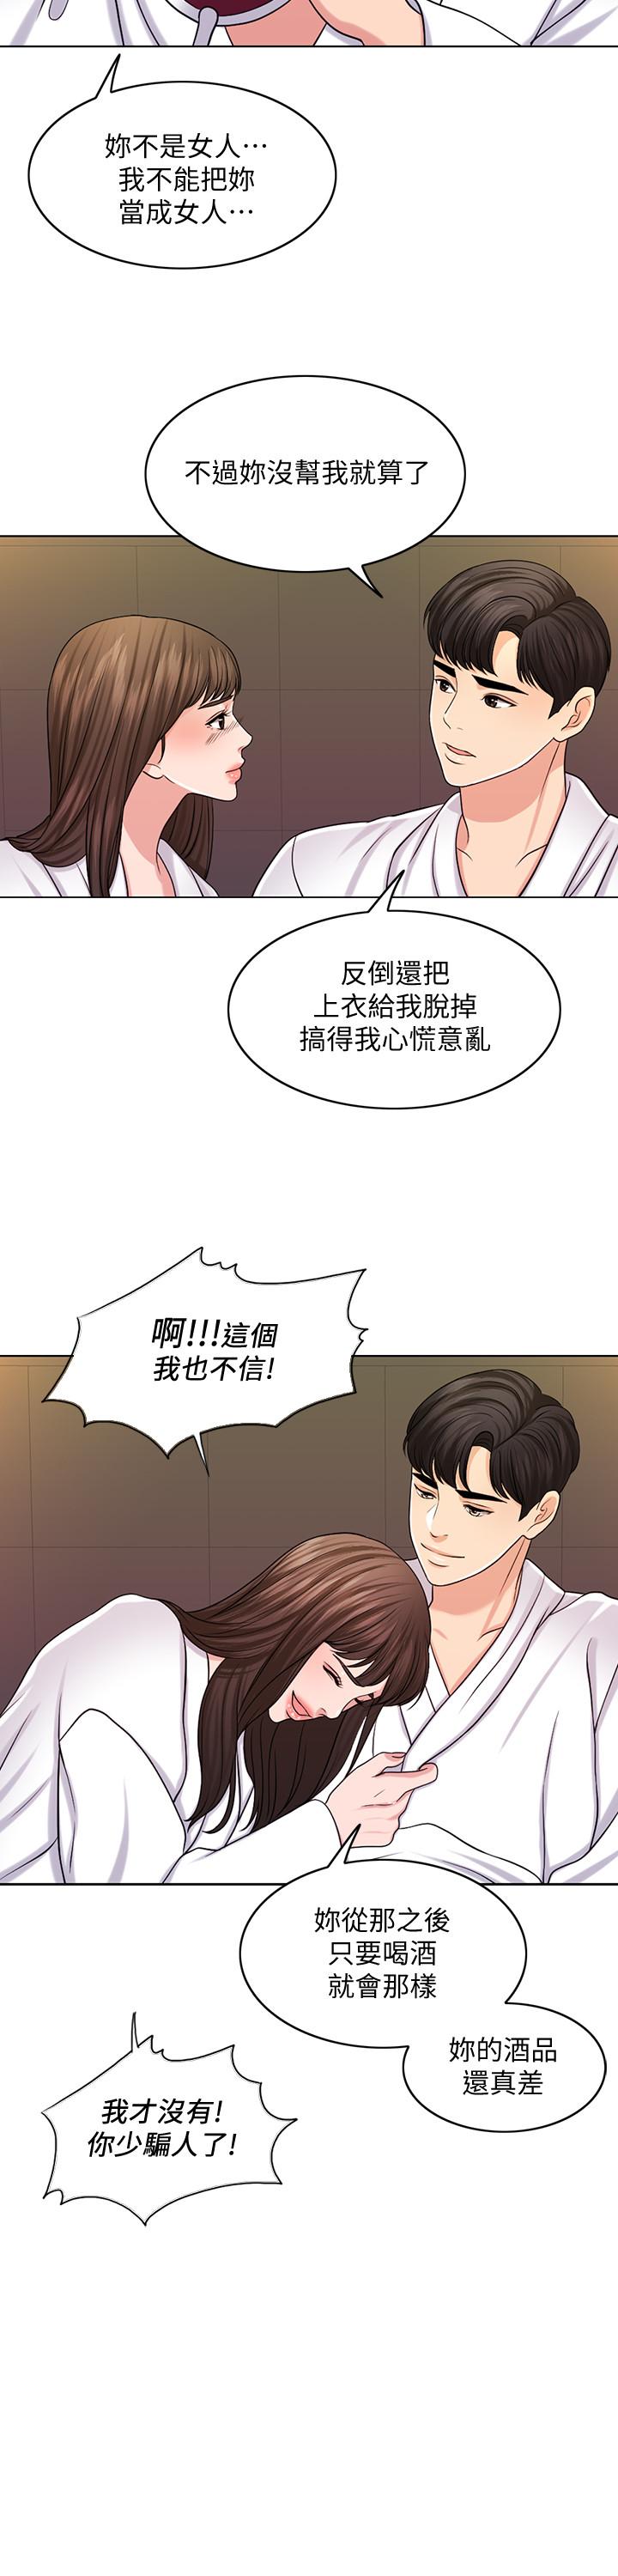 妳不是女人⋯
我不能把妳
當成女人⋯
不過妳沒幫我就算了
反倒還把
上衣給我脫掉
搞得我心慌意亂
啊!!!這個
我也不信!
妳從那之後
只要喝酒
就會那樣
妳的酒品
還真差
我才沒有!
你少騙人了!